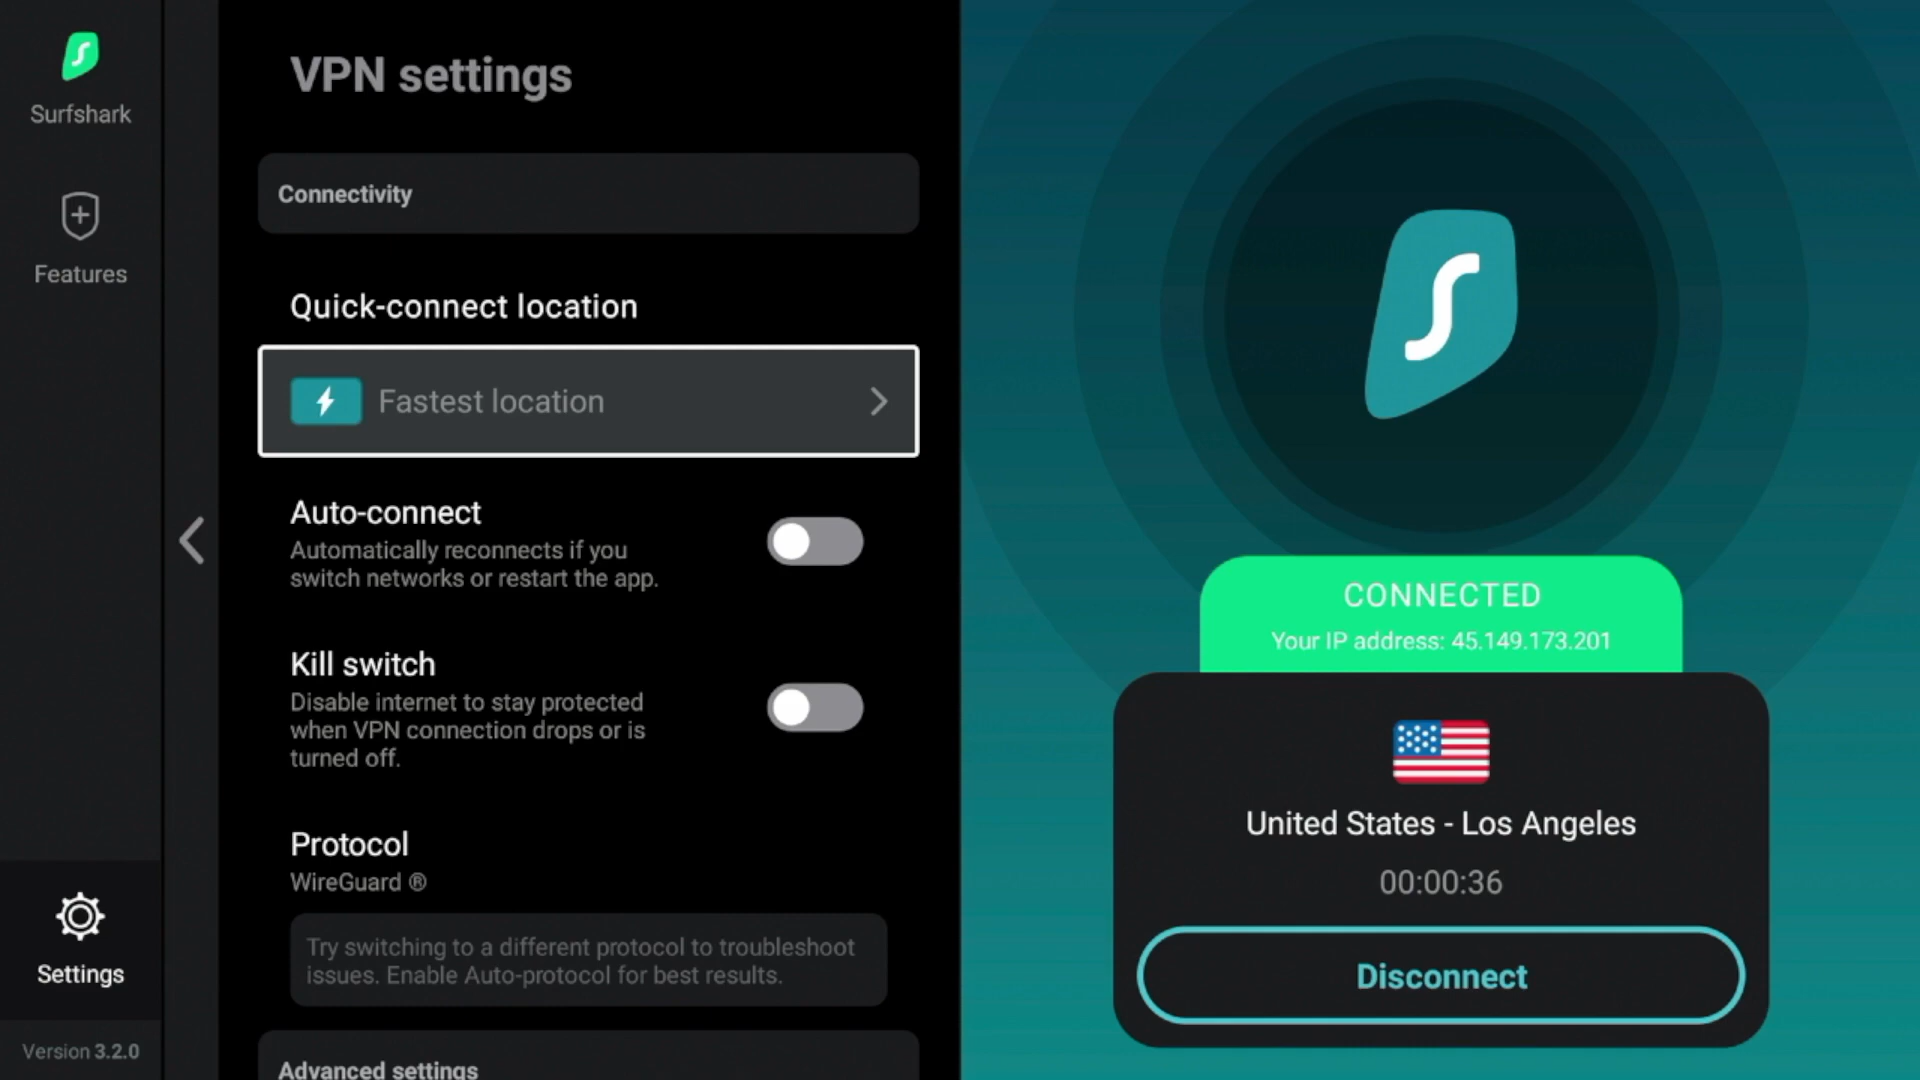 Surfshark
Features
Settings
Version 3.2.0
VPN settings
Connectivity
Quick-connect location
Fastest location
Auto-connect
Automatically reconnects if you
switch networks or restart the app.
Kill switch
Disable internet to stay protected
when VPN connection drops or is
turned off.
Protocol
WireGuard ®
Try switching to a different protocol to troubleshoot
issues. Enable Auto-protocol for best results.
Advanced settings
CONNECTED
Your IP address: 45.149.173.201
United States - Los Angeles
00:00:36
Disconnect